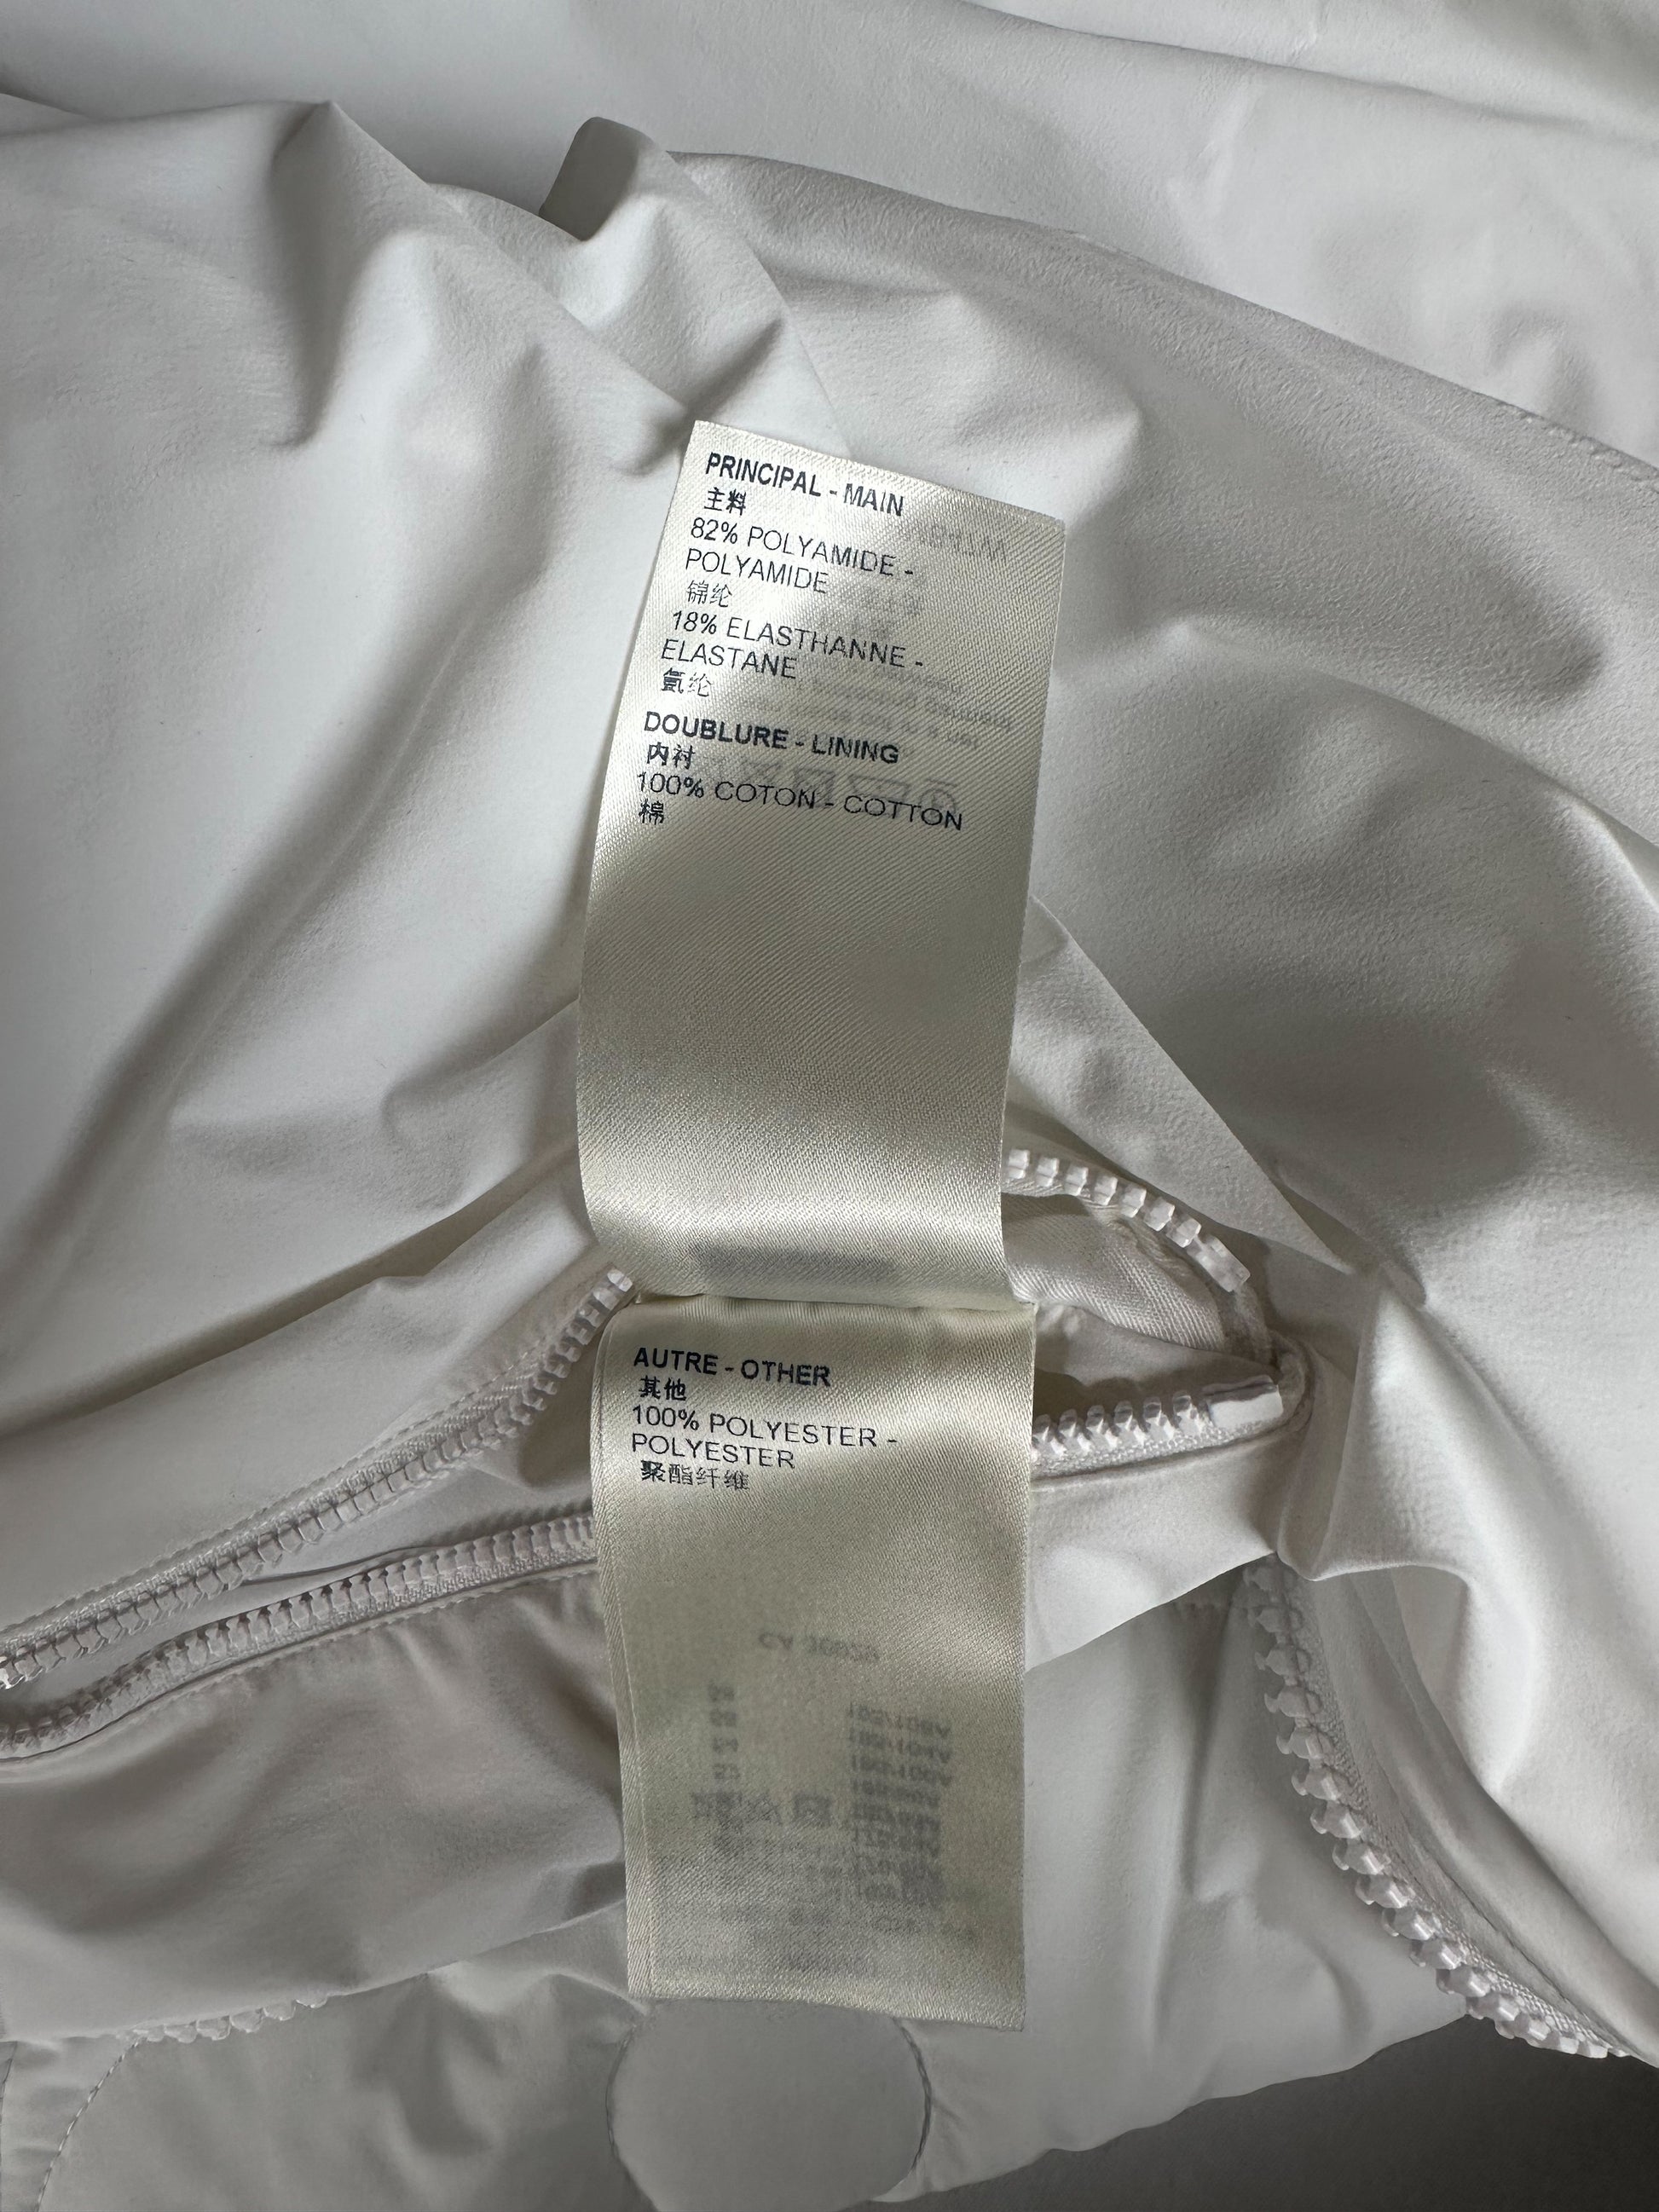 PRINCIPAL - MAIN
主料
82% POLYAMIDE -
POLYAMIDE
锦纶
18% ELASTHANNE -
ELASTANE
氨纶
DOUBLURE - LINING
内衬
100% COTON - COTTON
棉
AUTRE - OTHER
其他
100% POLYESTER -
POLYESTER
聚酯纤维